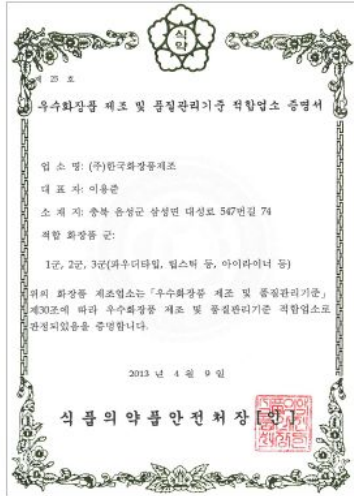 식
약
제 23 호
우수화장품 제조 및 품질관리기준 적합업소 증명서
업 소 명: (주)한국화장품제조
대 표 자: 이용준
소 재 지: 충북 음성군 삼성면 대성로 547번길 74
적합 화장품 군:
1군, 2군, 3군(파우더타입, 립스틱 등, 아이라이너 등)
위의 화장품 제조업소는 「우수화장품 제조 및 품질관리기준」
제30조에 따라 우수화장품 제조 및 품질관리기준 적합업소로
판정되었음을 증명합니다.
2013 년 4 월 9 일
식품의약품안전처장[인]